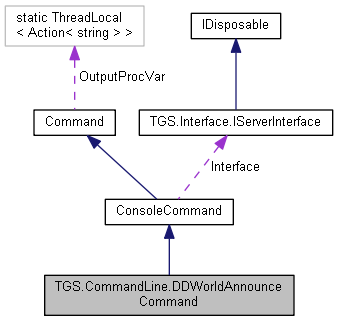 static ThreadLocal
< Action< string > >
IDisposable
OutputProcVar
Command
TGS.Interface.IServerInterface
Interface
ConsoleCommand
TGS.CommandLine.DDWorldAnnounce
Command